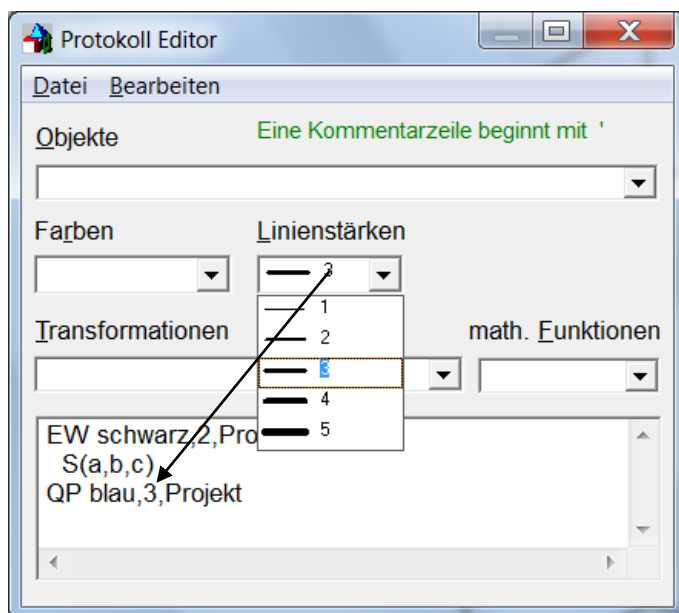 Protokoll Editor
Datei Bearbeiten
Objekte
Eine Kommentarzeile beginnt mit '
Farben
Linienstärken
3
1
Transformationen
math. Funktionen
2
3
4
5
EW schwarz,2,Pro
S(a,b,c)
QP blau,3,Projekt